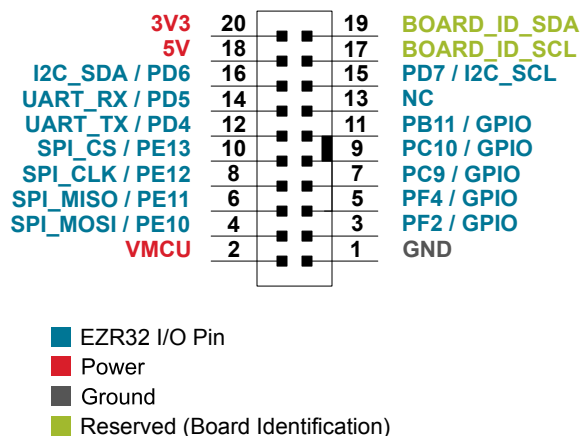 3V3 20 19 BOARD_ID_SDA
5V 18 17 BOARD_ID_SCL
I2C_SDA / PD6 16 15 PD7 / I2C_SCL
UART_RX / PD5 14 13 NC
UART_TX / PD4 12 11 PB11 / GPIO
SPI_CS / PE13 10 9 PC10 / GPIO
SPI_CLK / PE12 8 7 PC9 / GPIO
SPI_MISO / PE11 6 5 PF4 / GPIO
SPI_MOSI / PE10 4 3 PF2 / GPIO
VMCU 2 1 GND
EZR32 I/O Pin
Power
Ground
Reserved (Board Identification)